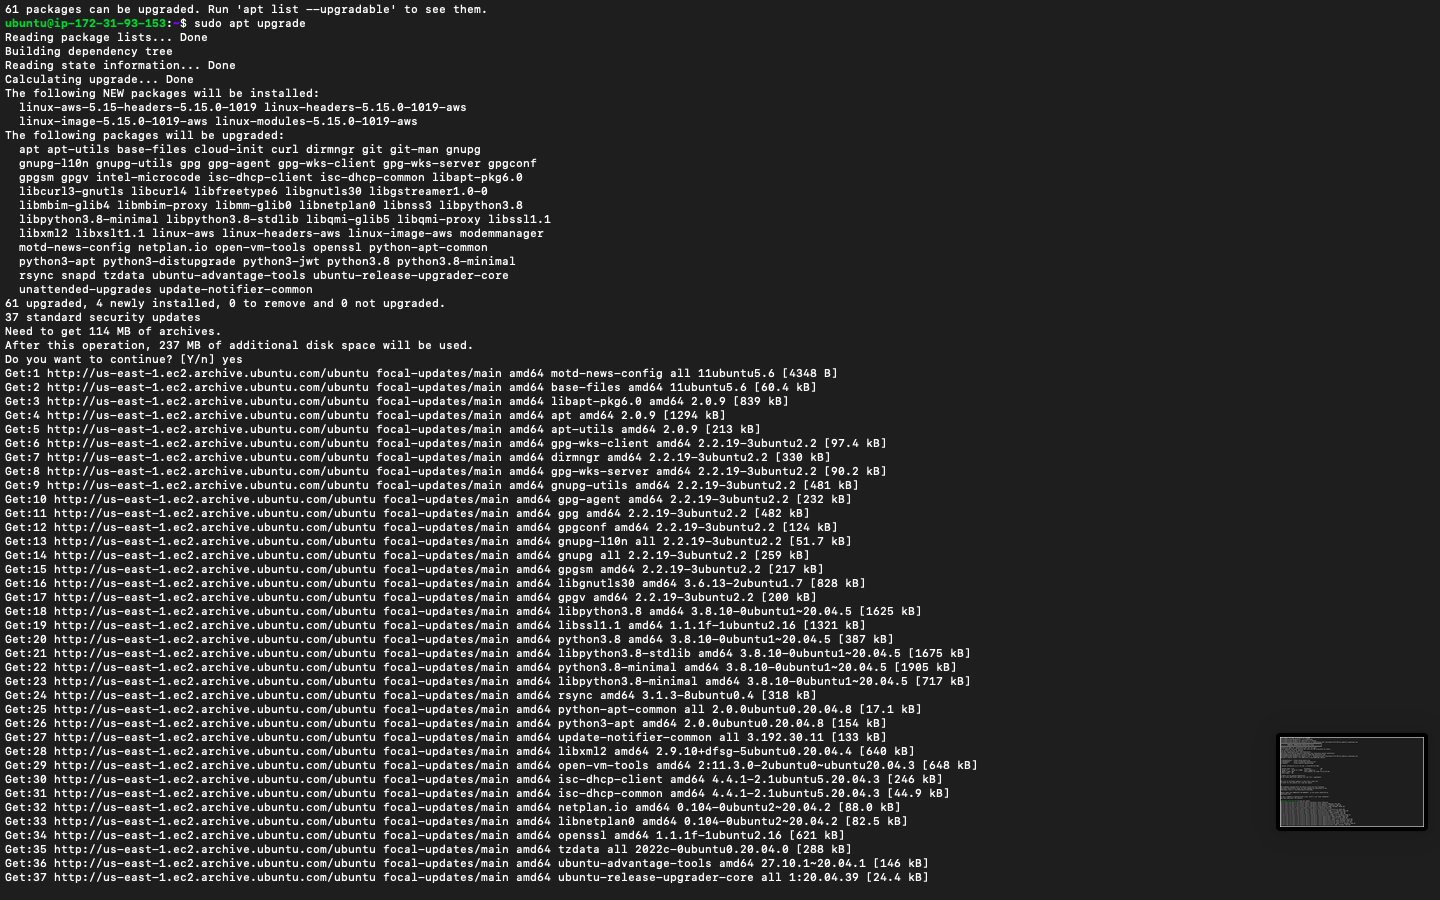 61 packages can be upgraded. Run 'apt list --upgradable' to see them.
ubuntu@ip-172-31-93-153:~$ sudo apt upgrade
Reading package lists... Done
Building dependency tree
Reading state information... Done
Calculating upgrade... Done
The following NEW packages will be installed:
  linux-aws-5.15-headers-5.15.0-1019 linux-headers-5.15.0-1019-aws
  linux-image-5.15.0-1019-aws linux-modules-5.15.0-1019-aws
The following packages will be upgraded:
  apt apt-utils base-files cloud-init curl dirmngr git git-man gnupg
  gnupg-l10n gnupg-utils gpg gpg-agent gpg-wks-client gpg-wks-server gpgconf
  gpgsm gpgv intel-microcode isc-dhcp-client isc-dhcp-common libapt-pkg6.0
  libcurl3-gnutls libcurl4 libfreetype6 libgnutls30 libgstreamer1.0-0
  libmbim-glib4 libmbim-proxy libmm-glib0 libnetplan0 libnss3 libpython3.8
  libpython3.8-minimal libpython3.8-stdlib libqmi-glib5 libqmi-proxy libssl1.1
  libxml2 libxslt1.1 linux-aws linux-headers-aws linux-image-aws modemmanager
  motd-news-config netplan.io open-vm-tools openssl python-apt-common
  python3-apt python3-distupgrade python3-jwt python3.8 python3.8-minimal
  rsync snapd tzdata ubuntu-advantage-tools ubuntu-release-upgrader-core
  unattended-upgrades update-notifier-common
61 upgraded, 4 newly installed, 0 to remove and 0 not upgraded.
37 standard security updates
Need to get 114 MB of archives.
After this operation, 237 MB of additional disk space will be used.
Do you want to continue? [Y/n] yes
Get:1 http://us-east-1.ec2.archive.ubuntu.com/ubuntu focal-updates/main amd64 motd-news-config all 11ubuntu5.6 [4348 B]
Get:2 http://us-east-1.ec2.archive.ubuntu.com/ubuntu focal-updates/main amd64 base-files amd64 11ubuntu5.6 [60.4 kB]
Get:3 http://us-east-1.ec2.archive.ubuntu.com/ubuntu focal-updates/main amd64 libapt-pkg6.0 amd64 2.0.9 [839 kB]
Get:4 http://us-east-1.ec2.archive.ubuntu.com/ubuntu focal-updates/main amd64 apt amd64 2.0.9 [1294 kB]
Get:5 http://us-east-1.ec2.archive.ubuntu.com/ubuntu focal-updates/main amd64 apt-utils amd64 2.0.9 [213 kB]
Get:6 http://us-east-1.ec2.archive.ubuntu.com/ubuntu focal-updates/main amd64 gpg-wks-client amd64 2.2.19-3ubuntu2.2 [97.4 kB]
Get:7 http://us-east-1.ec2.archive.ubuntu.com/ubuntu focal-updates/main amd64 dirmngr amd64 2.2.19-3ubuntu2.2 [330 kB]
Get:8 http://us-east-1.ec2.archive.ubuntu.com/ubuntu focal-updates/main amd64 gpg-wks-server amd64 2.2.19-3ubuntu2.2 [90.2 kB]
Get:9 http://us-east-1.ec2.archive.ubuntu.com/ubuntu focal-updates/main amd64 gnupg-utils amd64 2.2.19-3ubuntu2.2 [481 kB]
Get:10 http://us-east-1.ec2.archive.ubuntu.com/ubuntu focal-updates/main amd64 gpg-agent amd64 2.2.19-3ubuntu2.2 [232 kB]
Get:11 http://us-east-1.ec2.archive.ubuntu.com/ubuntu focal-updates/main amd64 gpg amd64 2.2.19-3ubuntu2.2 [482 kB]
Get:12 http://us-east-1.ec2.archive.ubuntu.com/ubuntu focal-updates/main amd64 gpgconf amd64 2.2.19-3ubuntu2.2 [124 kB]
Get:13 http://us-east-1.ec2.archive.ubuntu.com/ubuntu focal-updates/main amd64 gnupg-l10n all 2.2.19-3ubuntu2.2 [51.7 kB]
Get:14 http://us-east-1.ec2.archive.ubuntu.com/ubuntu focal-updates/main amd64 gnupg all 2.2.19-3ubuntu2.2 [259 kB]
Get:15 http://us-east-1.ec2.archive.ubuntu.com/ubuntu focal-updates/main amd64 gpgsm amd64 2.2.19-3ubuntu2.2 [217 kB]
Get:16 http://us-east-1.ec2.archive.ubuntu.com/ubuntu focal-updates/main amd64 libgnutls30 amd64 3.6.13-2ubuntu1.7 [828 kB]
Get:17 http://us-east-1.ec2.archive.ubuntu.com/ubuntu focal-updates/main amd64 gpgv amd64 2.2.19-3ubuntu2.2 [200 kB]
Get:18 http://us-east-1.ec2.archive.ubuntu.com/ubuntu focal-updates/main amd64 libpython3.8 amd64 3.8.10-0ubuntu1~20.04.5 [1625 kB]
Get:19 http://us-east-1.ec2.archive.ubuntu.com/ubuntu focal-updates/main amd64 libssl1.1 amd64 1.1.1f-1ubuntu2.16 [1321 kB]
Get:20 http://us-east-1.ec2.archive.ubuntu.com/ubuntu focal-updates/main amd64 python3.8 amd64 3.8.10-0ubuntu1~20.04.5 [387 kB]
Get:21 http://us-east-1.ec2.archive.ubuntu.com/ubuntu focal-updates/main amd64 libpython3.8-stdlib amd64 3.8.10-0ubuntu1~20.04.5 [1675 kB]
Get:22 http://us-east-1.ec2.archive.ubuntu.com/ubuntu focal-updates/main amd64 python3.8-minimal amd64 3.8.10-0ubuntu1~20.04.5 [1905 kB]
Get:23 http://us-east-1.ec2.archive.ubuntu.com/ubuntu focal-updates/main amd64 libpython3.8-minimal amd64 3.8.10-0ubuntu1~20.04.5 [717 kB]
Get:24 http://us-east-1.ec2.archive.ubuntu.com/ubuntu focal-updates/main amd64 rsync amd64 3.1.3-8ubuntu0.4 [318 kB]
Get:25 http://us-east-1.ec2.archive.ubuntu.com/ubuntu focal-updates/main amd64 python-apt-common all 2.0.0ubuntu0.20.04.8 [17.1 kB]
Get:26 http://us-east-1.ec2.archive.ubuntu.com/ubuntu focal-updates/main amd64 python3-apt amd64 2.0.0ubuntu0.20.04.8 [154 kB]
Get:27 http://us-east-1.ec2.archive.ubuntu.com/ubuntu focal-updates/main amd64 update-notifier-common all 3.192.30.11 [133 kB]
Get:28 http://us-east-1.ec2.archive.ubuntu.com/ubuntu focal-updates/main amd64 libxml2 amd64 2.9.10+dfsg-5ubuntu0.20.04.4 [640 kB]
Get:29 http://us-east-1.ec2.archive.ubuntu.com/ubuntu focal-updates/main amd64 open-vm-tools amd64 2:11.3.0-2ubuntu0~ubuntu20.04.3 [648 kB]
Get:30 http://us-east-1.ec2.archive.ubuntu.com/ubuntu focal-updates/main amd64 isc-dhcp-client amd64 4.4.1-2.1ubuntu5.20.04.3 [246 kB]
Get:31 http://us-east-1.ec2.archive.ubuntu.com/ubuntu focal-updates/main amd64 isc-dhcp-common amd64 4.4.1-2.1ubuntu5.20.04.3 [44.9 kB]
Get:32 http://us-east-1.ec2.archive.ubuntu.com/ubuntu focal-updates/main amd64 netplan.io amd64 0.104-0ubuntu2~20.04.2 [88.0 kB]
Get:33 http://us-east-1.ec2.archive.ubuntu.com/ubuntu focal-updates/main amd64 libnetplan0 amd64 0.104-0ubuntu2~20.04.2 [82.5 kB]
Get:34 http://us-east-1.ec2.archive.ubuntu.com/ubuntu focal-updates/main amd64 openssl amd64 1.1.1f-1ubuntu2.16 [621 kB]
Get:35 http://us-east-1.ec2.archive.ubuntu.com/ubuntu focal-updates/main amd64 tzdata all 2022c-0ubuntu0.20.04.0 [288 kB]
Get:36 http://us-east-1.ec2.archive.ubuntu.com/ubuntu focal-updates/main amd64 ubuntu-advantage-tools amd64 27.10.1~20.04.1 [146 kB]
Get:37 http://us-east-1.ec2.archive.ubuntu.com/ubuntu focal-updates/main amd64 ubuntu-release-upgrader-core all 1:20.04.39 [24.4 kB]